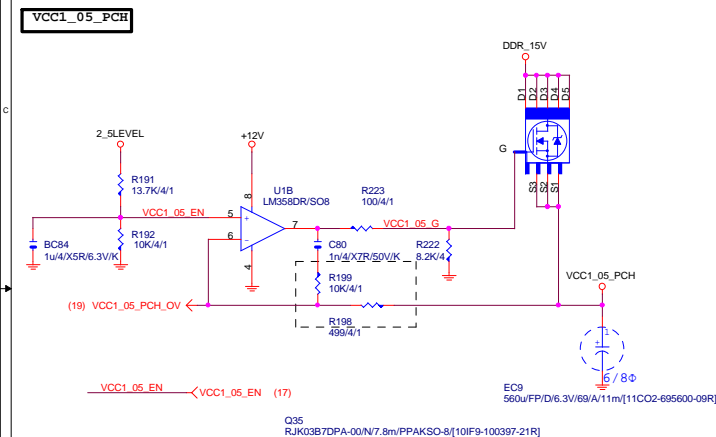 VCC1_05_PCH
DDR_15V
D1
D2
D3
D4
D5
C
2_5LEVEL
+12V
G
R191
13.7K/4/1
U1B
LM358DR/SO8
R223
100/4/1
S3
S2
S1
8
VCC1_05_EN
5
+
7
VCC1_05_G
6
-
4
BC84
1u/4/X5R/6.3V/K
R192
10K/4/1
C80
1n/4/X7R/50V/K
R222
8.2K/4
R199
10K/4/1
VCC1_05_PCH
(19) VCC1_05_PCH_OV
R198
499/4/1
1
+
6/8Φ
VCC1_05_EN
VCC1_05_EN (17)
EC9
560u/FP/D/6.3V/69/A/11m/[11CO2-695600-09R]
Q35
RJK03B7DPA-00/N/7.8m/PPAKSO-8/[10IF9-100397-21R]